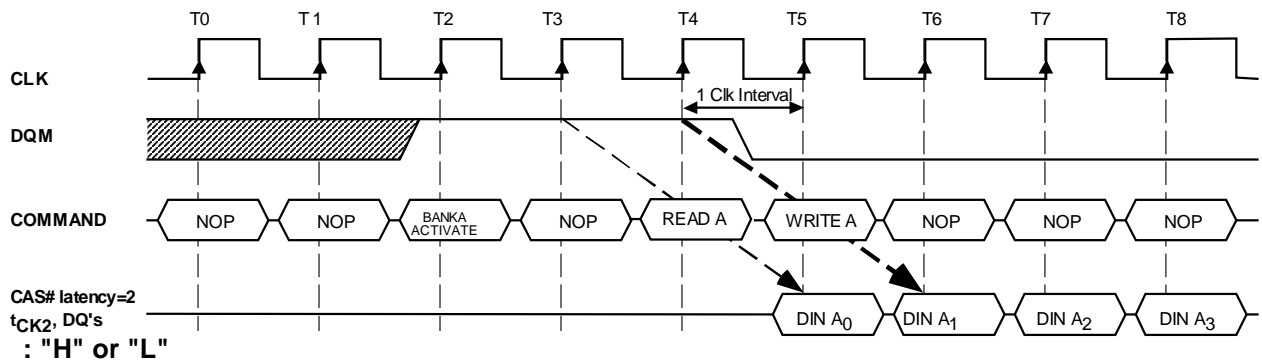 T0 T1 T2 T3 T4 T5 T6 T7 T8
CLK
1 Clk Interval
DQM
COMMAND NOP NOP BANKA ACTIVATE NOP READ A WRITE A NOP NOP NOP
CAS# latency=2
tCK2, DQ's DIN A0 DIN A1 DIN A2 DIN A3
: "H" or "L"